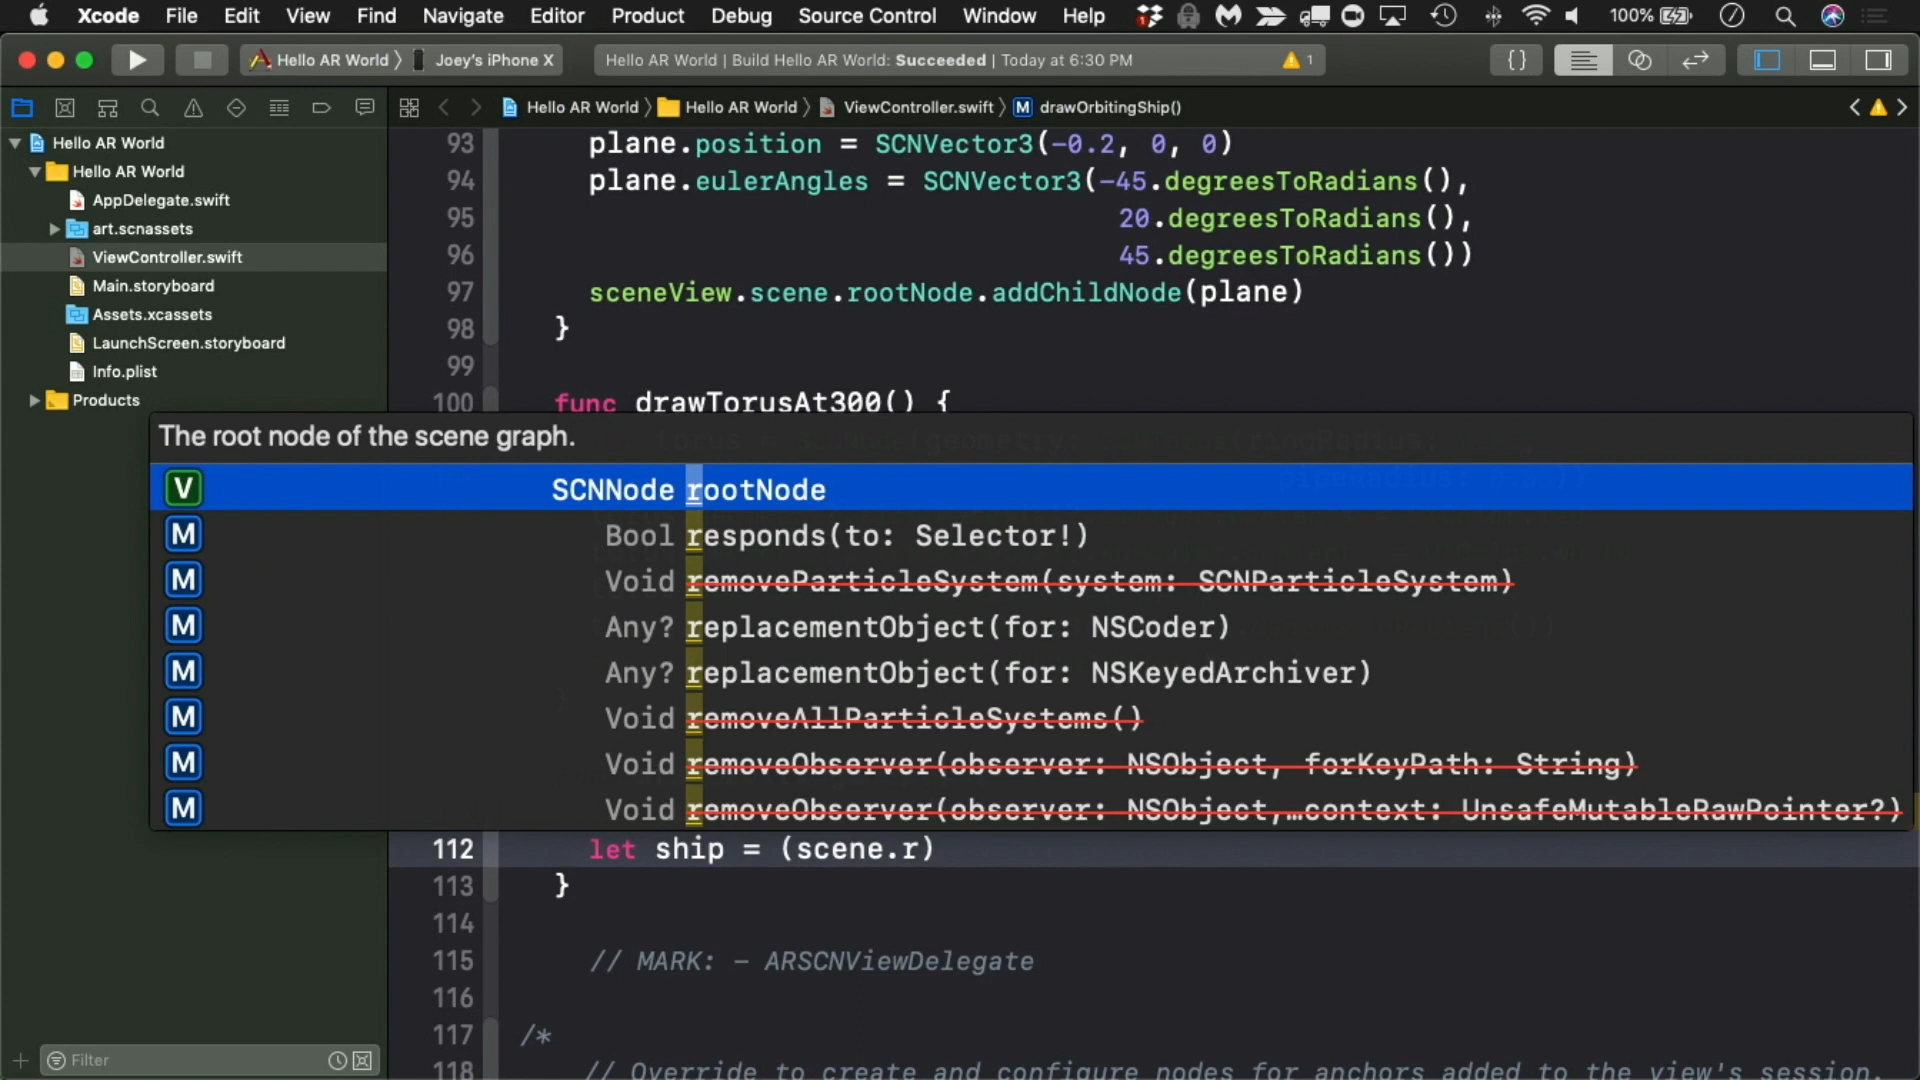 Xcode File Edit View Find Navigate Editor Product Debug Source Control Window Help 100%
Hello AR World Joey's iPhone X Hello AR World | Build Hello AR World: Succeeded | Today at 6:30 PM 1 {}
Hello AR World Hello AR World ViewController.swift M drawOrbitingShip()
Hello AR World
Hello AR World
AppDelegate.swift
art.scnassets
ViewController.swift
Main.storyboard
Assets.xcassets
LaunchScreen.storyboard
Info.plist
Products
93 plane.position = SCNVector3(-0.2, 0, 0)
94 plane.eulerAngles = SCNVector3(-45.degreesToRadians(),
95 20.degreesToRadians(),
96 45.degreesToRadians())
97 sceneView.scene.rootNode.addChildNode(plane)
98 }
99
100 func drawTorusAt300() {
The root node of the scene graph.
V SCNNode rootNode
M Bool responds(to: Selector!)
M Void removeParticleSystem(system: SCNParticleSystem)
M Any? replacementObject(for: NSCoder)
M Any? replacementObject(for: NSKeyedArchiver)
M Void removeAllParticleSystems()
M Void removeObserver(observer: NSObject, forKeyPath: String)
M Void removeObserver(observer: NSObject,…context: UnsafeMutableRawPointer?)
112 let ship = (scene.r)
113 }
114
115 // MARK: - ARSCNViewDelegate
116
117 /*
118 // Override to create and configure nodes for anchors added to the view's session.
Filter